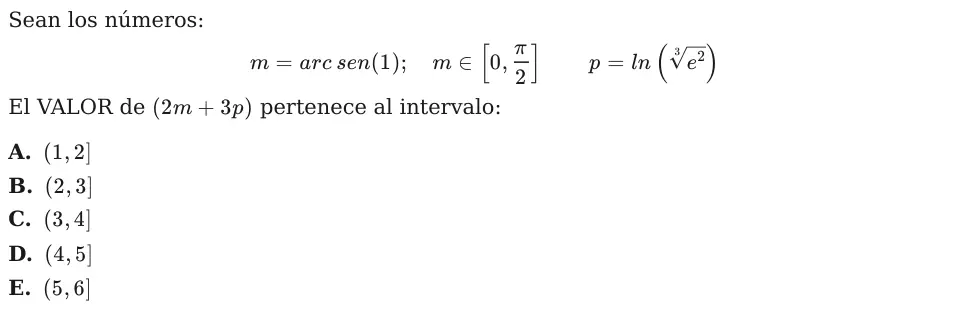 Sean los números:
m = arc sen(1); m ∈ [0, π/2] p = ln (∛e²)
El VALOR de (2m + 3p) pertenece al intervalo:
A. (1, 2]
B. (2, 3]
C. (3, 4]
D. (4, 5]
E. (5, 6]